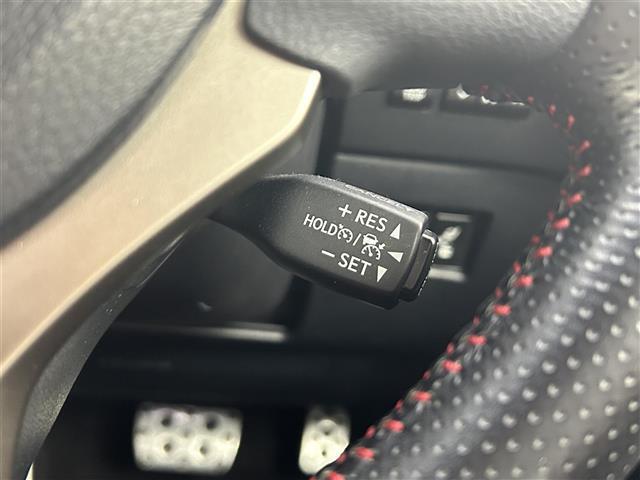 + RES ▲
HOLD /
− SET ▼